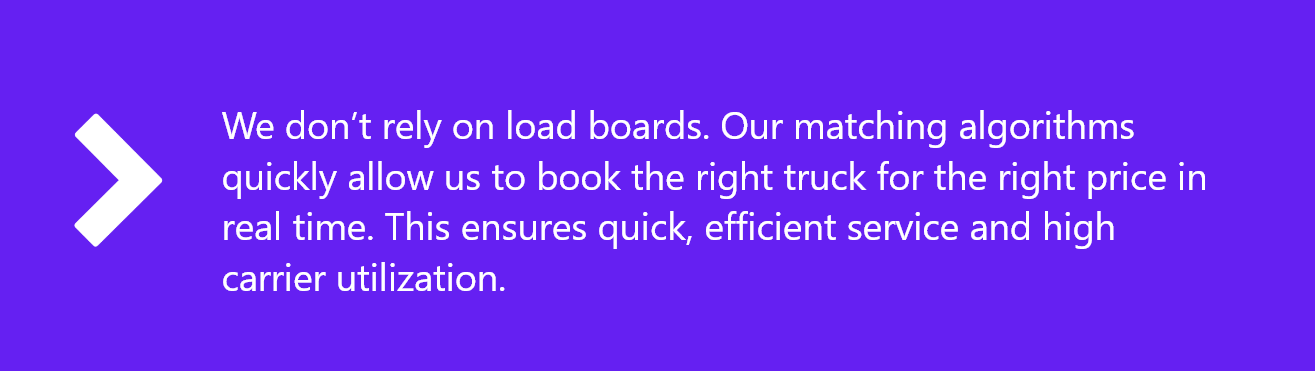 We don’t rely on load boards. Our matching algorithms
quickly allow us to book the right truck for the right price in
real time. This ensures quick, efficient service and high
carrier utilization.